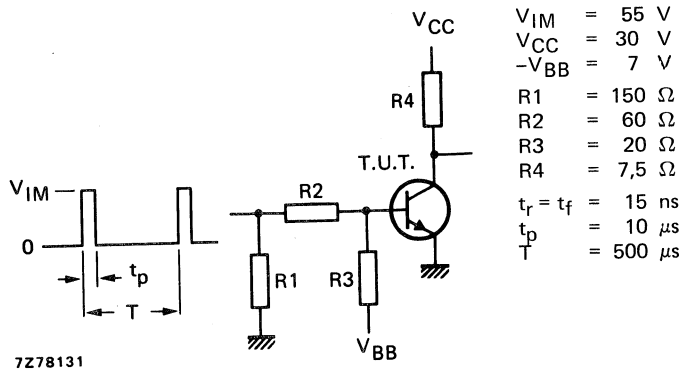 V_CC
R4
T.U.T.
V_IM
0
R2
R1
R3
t_p
T
V_BB
7Z78131
V_IM = 55 V
V_CC = 30 V
−V_BB = 7 V
R1 = 150 Ω
R2 = 60 Ω
R3 = 20 Ω
R4 = 7,5 Ω
t_r = t_f = 15 ns
t_p = 10 μs
T = 500 μs